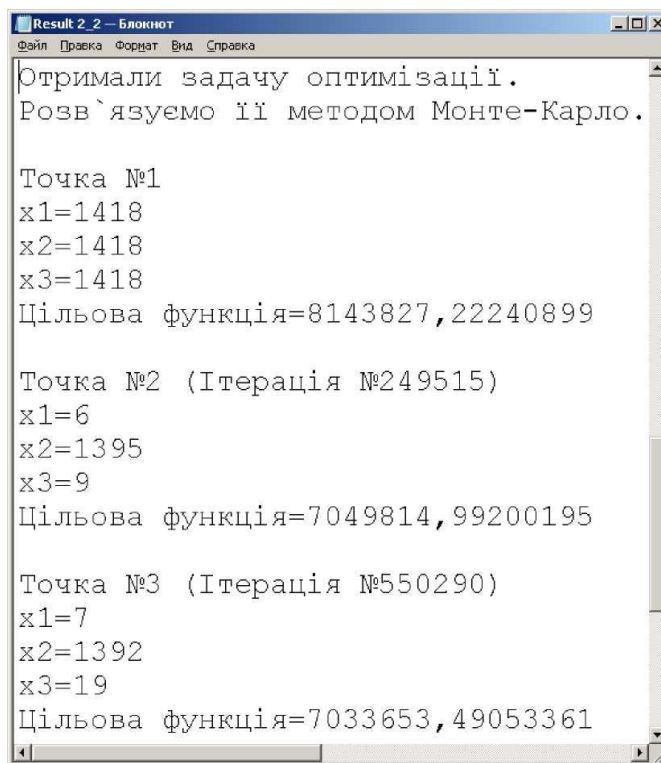 Result 2_2 — Блокнот
Файл Правка Формат Вид Справка
Отримали задачу оптимізації.
Розв`язуємо її методом Монте-Карло.
Точка №1
x1=1418
x2=1418
x3=1418
Цільова функція=8143827,22240899
Точка №2 (Ітерація №249515)
x1=6
x2=1395
x3=9
Цільова функція=7049814,99200195
Точка №3 (Ітерація №550290)
x1=7
x2=1392
x3=19
Цільова функція=7033653,49053361